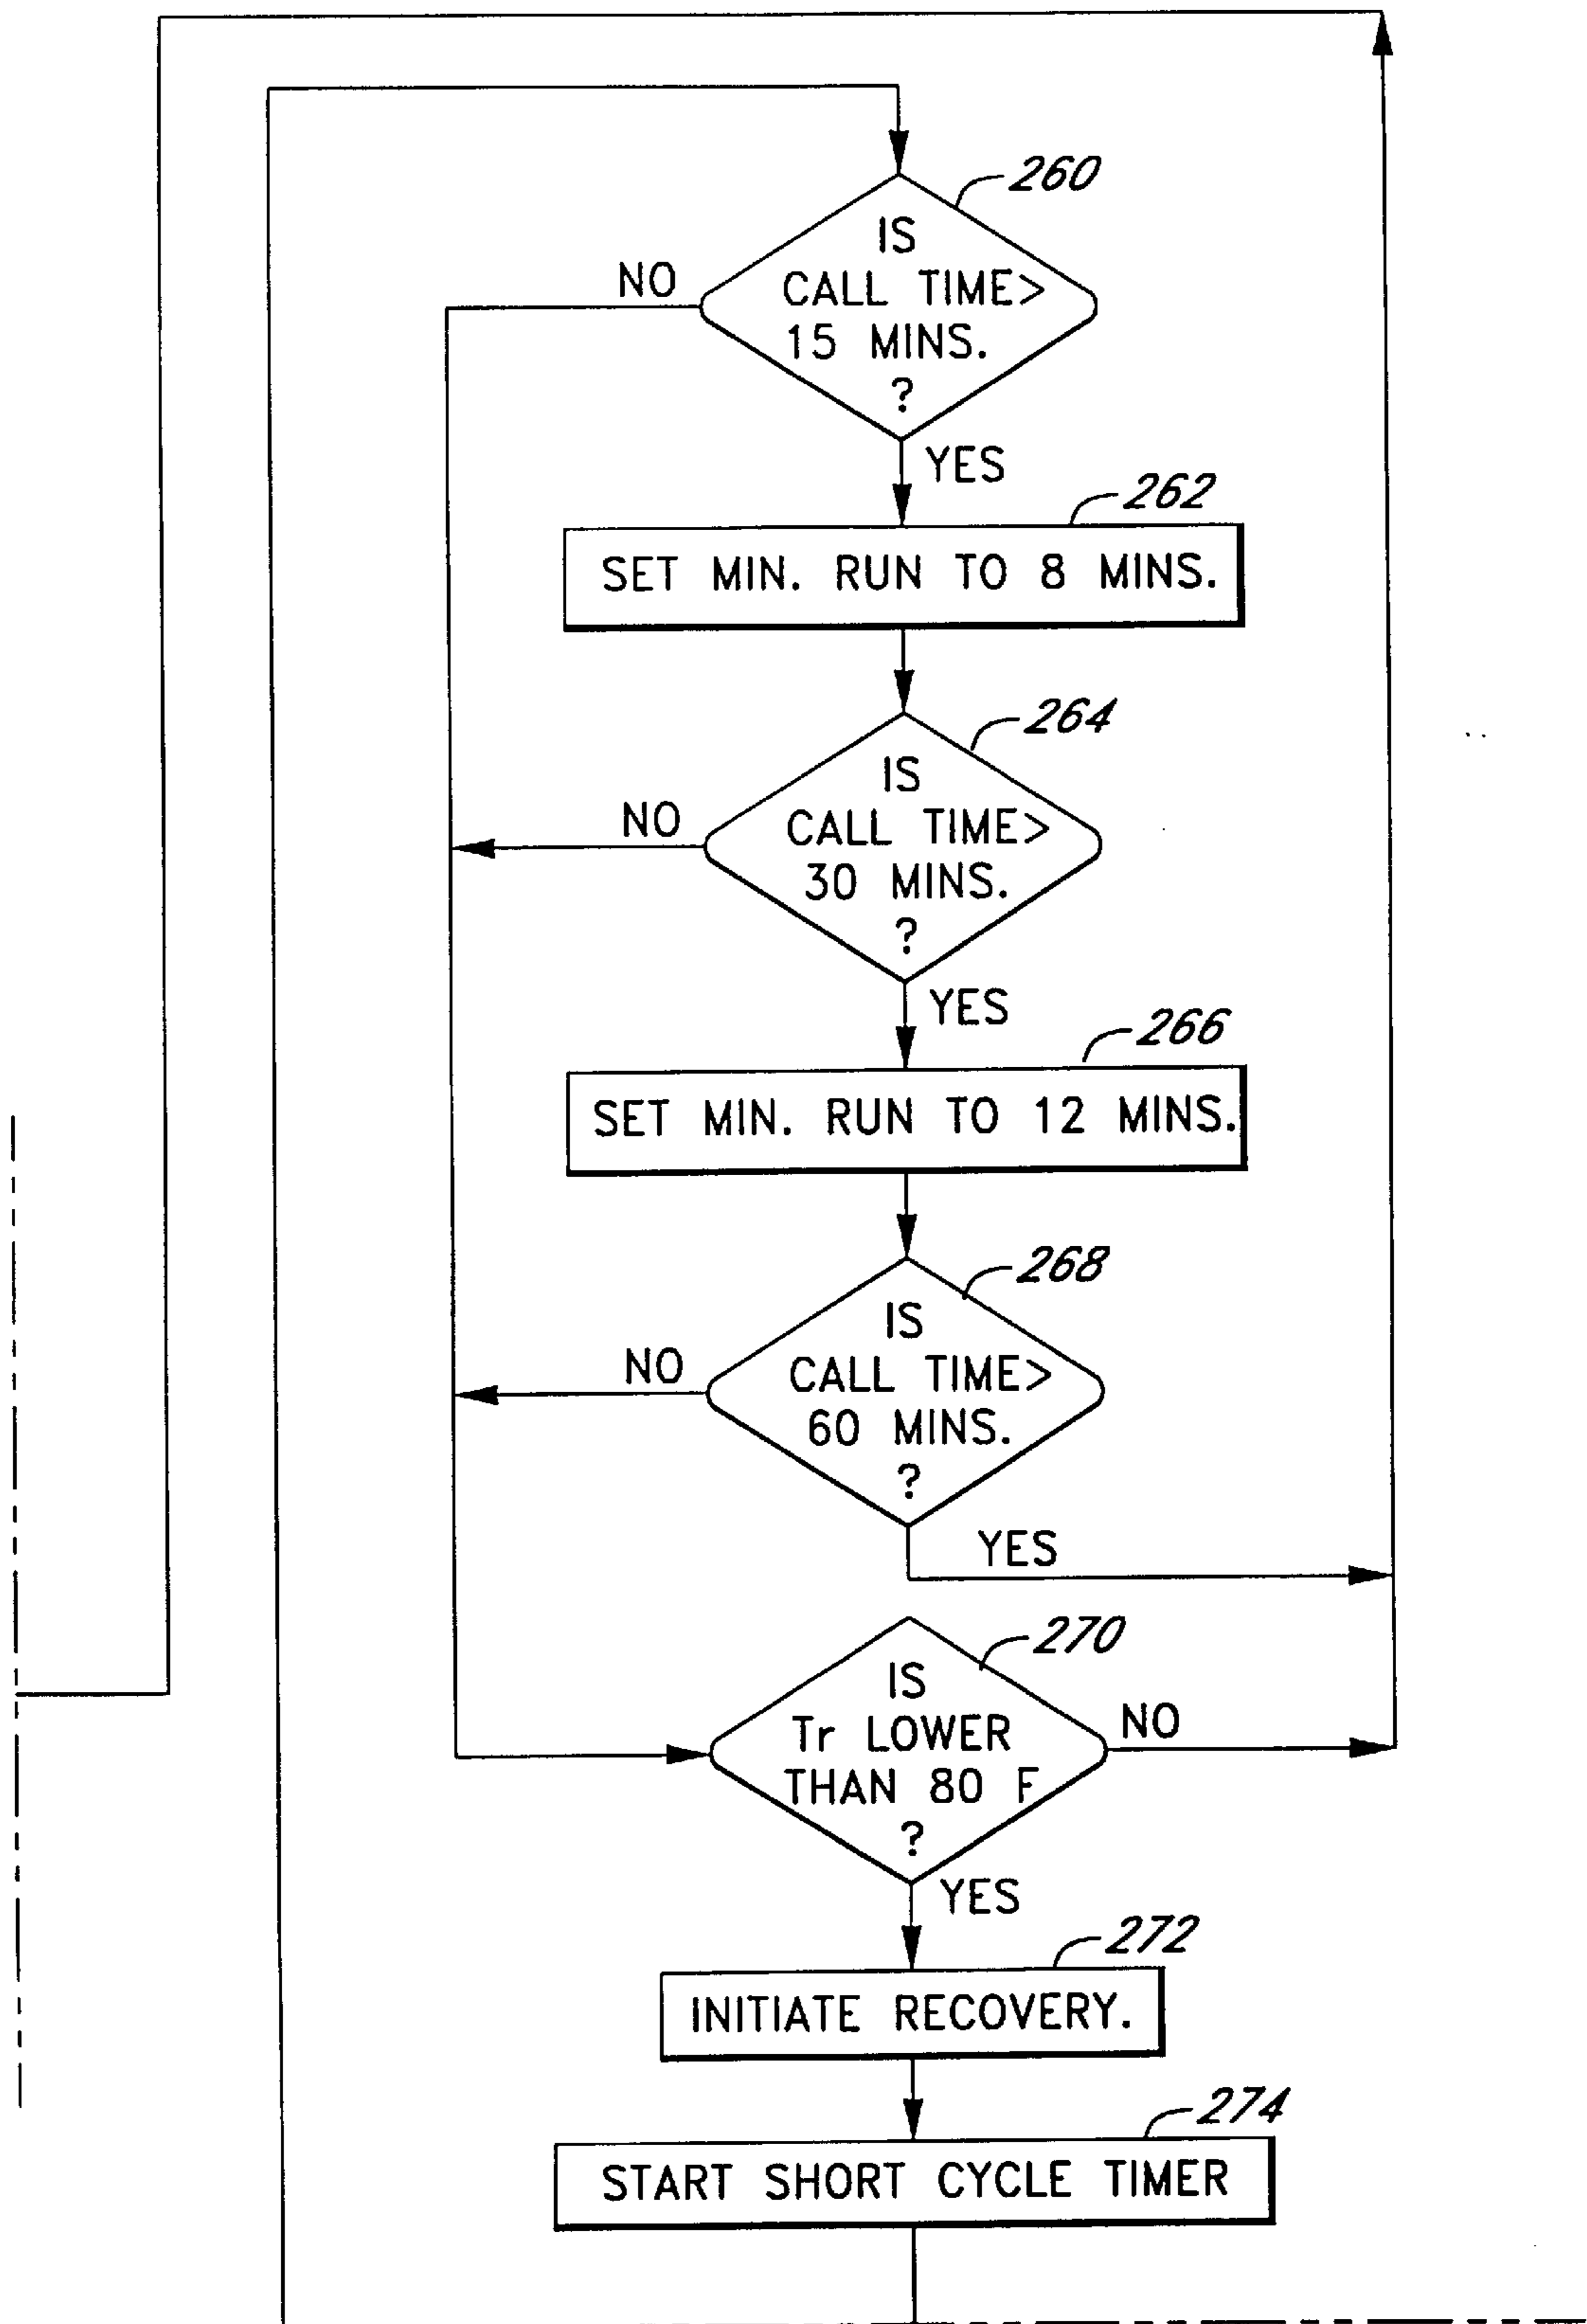 260
IS
CALL TIME>
15 MINS.
?
NO
YES
262
SET MIN. RUN TO 8 MINS.
264
IS
CALL TIME>
30 MINS.
?
NO
YES
266
SET MIN. RUN TO 12 MINS.
268
IS
CALL TIME>
60 MINS.
?
NO
YES
270
IS
Tr LOWER
THAN 80 F
?
NO
YES
272
INITIATE RECOVERY.
274
START SHORT CYCLE TIMER